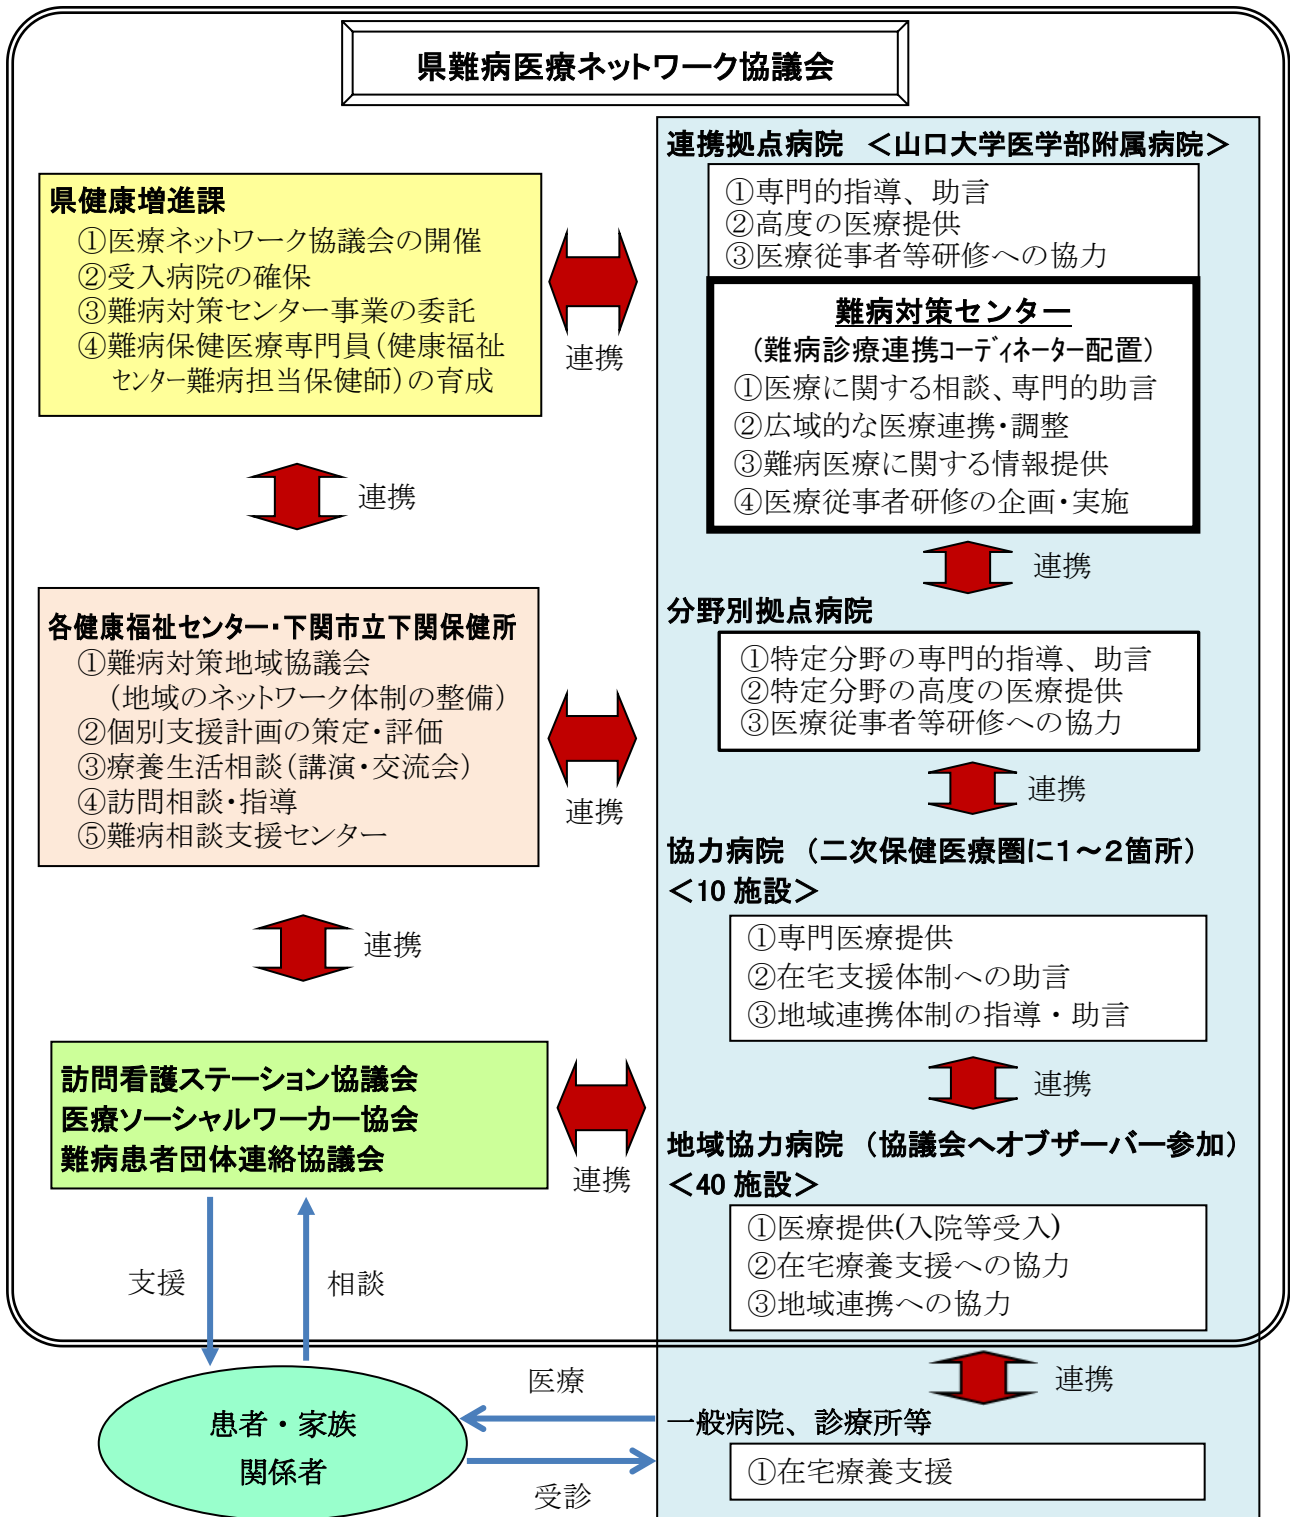 県難病医療ネットワーク協議会
県健康増進課
①医療ネットワーク協議会の開催
②受入病院の確保
③難病対策センター事業の委託
④難病保健医療専門員（健康福祉
センター難病担当保健師）の育成
連携
連携
各健康福祉センター・下関市立下関保健所
①難病対策地域協議会
（地域のネットワーク体制の整備）
②個別支援計画の策定・評価
③療養生活相談（講演・交流会）
④訪問相談・指導
⑤難病相談支援センター
連携
連携
訪問看護ステーション協議会
医療ソーシャルワーカー協会
難病患者団体連絡協議会
連携
支援
相談
患者・家族
関係者
医療
受診
連携拠点病院　＜山口大学医学部附属病院＞
①専門的指導、助言
②高度の医療提供
③医療従事者等研修への協力
難病対策センター
（難病診療連携コーディネーター配置）
①医療に関する相談、専門的助言
②広域的な医療連携・調整
③難病医療に関する情報提供
④医療従事者研修の企画・実施
連携
分野別拠点病院
①特定分野の専門的指導、助言
②特定分野の高度の医療提供
③医療従事者等研修への協力
連携
協力病院　（二次保健医療圏に１～２箇所）
＜10 施設＞
①専門医療提供
②在宅支援体制への助言
③地域連携体制の指導・助言
連携
地域協力病院　（協議会へオブザーバー参加）
＜40 施設＞
①医療提供(入院等受入)
②在宅療養支援への協力
③地域連携への協力
連携
一般病院、診療所等
①在宅療養支援